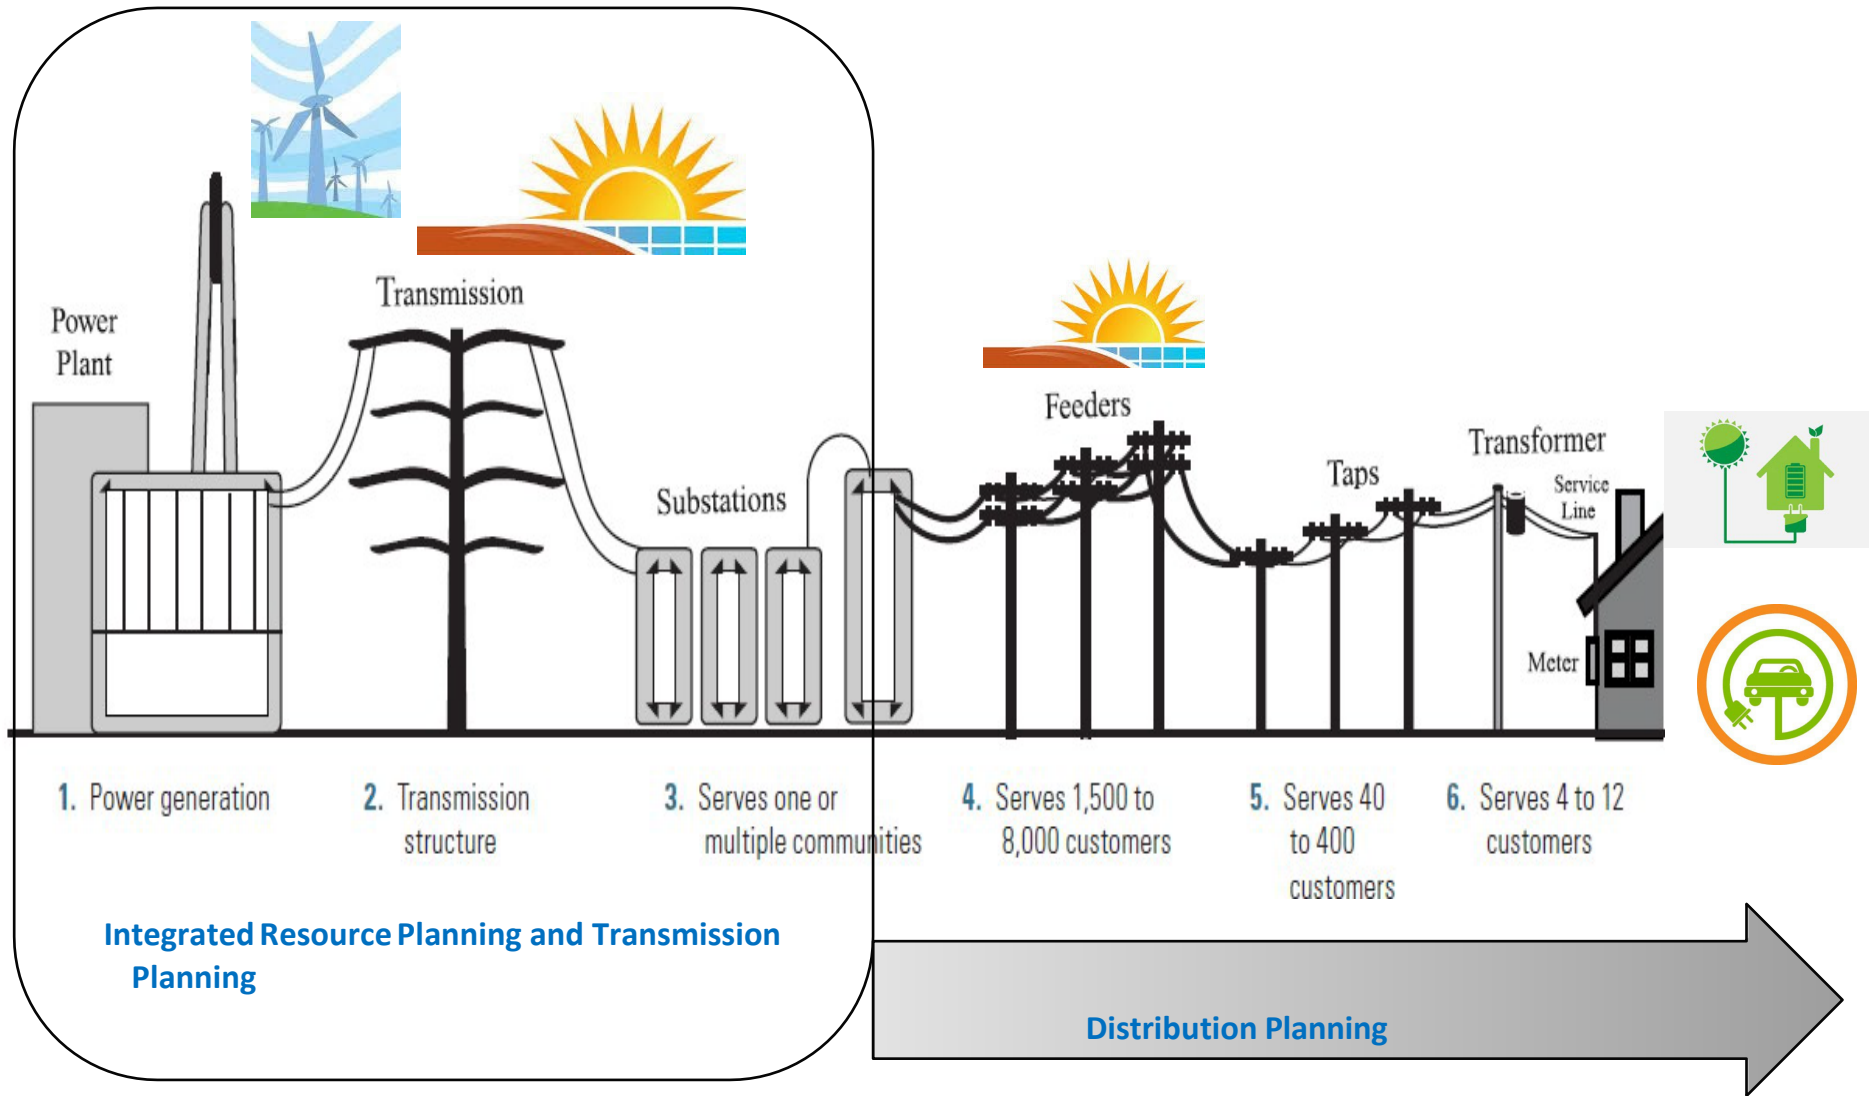 Power
Plant
Transmission
Substations
Feeders
Taps
Transformer
Service
Line
Meter
1. Power generation
2. Transmission
structure
3. Serves one or
multiple communities
4. Serves 1,500 to
8,000 customers
5. Serves 40
to 400
customers
6. Serves 4 to 12
customers
Integrated Resource Planning and Transmission
Planning
Distribution Planning